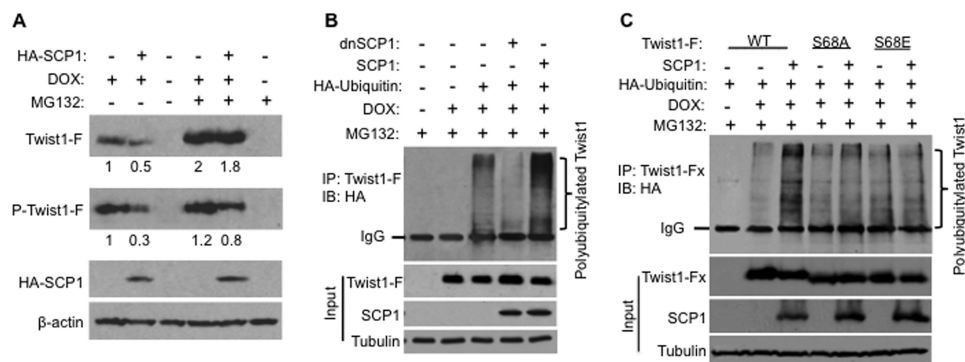 A
HA-SCP1: - + - - + -
DOX: + + - + + -
MG132: - - - + + +
Twist1-F
1 0.5 2 1.8
P-Twist1-F
1 0.3 1.2 0.8
HA-SCP1
β-actin
B
dnSCP1: - - - + -
SCP1: - - - - +
HA-Ubiquitin: - - + + +
DOX: - + + + +
MG132: + + + + +
IP: Twist1-F
IB: HA
IgG
Polyubiquitylated Twist1
Input
Twist1-F
SCP1
Tubulin
C
Twist1-F: WT S68A S68E
SCP1: - - + - + - +
HA-Ubiquitin: + + + + + + +
DOX: - + + + + + +
MG132: + + + + + + +
IP: Twist1-Fx
IB: HA
IgG
Polyubiquitylated Twist1
Input
Twist1-Fx
SCP1
Tubulin